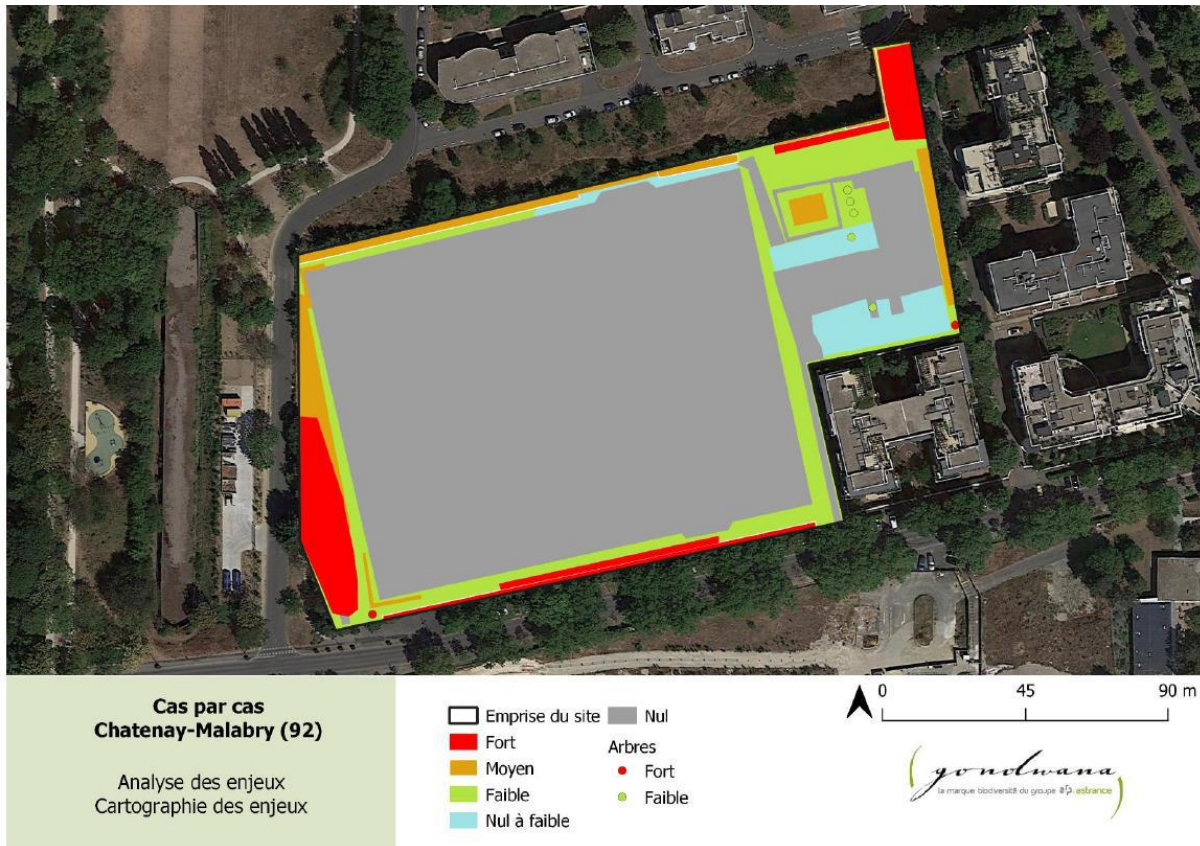 Cas par cas
Chatenay-Malabry (92)
Analyse des enjeux
Cartographie des enjeux
Emprise du site
Fort
Moyen
Faible
Nul à faible
Nul
Arbres
Fort
Faible
0 45 90 m
gondwana
la marque biodiversité du groupe a.p. astrance